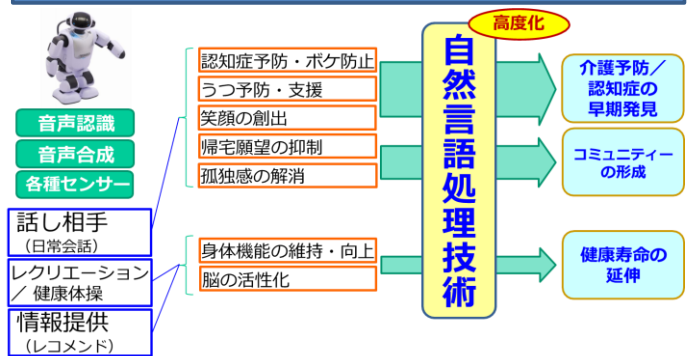 高度化
音声認識
音声合成
各種センサー
話し相手
（日常会話）
レクリエーション
／ 健康体操
情報提供
（レコメンド）
認知症予防・ボケ防止
うつ予防・支援
笑顔の創出
帰宅願望の抑制
孤独感の解消
身体機能の維持・向上
脳の活性化
自然言語処理技術
介護予防／
認知症の
早期発見
コミュニティー
の形成
健康寿命の
延伸